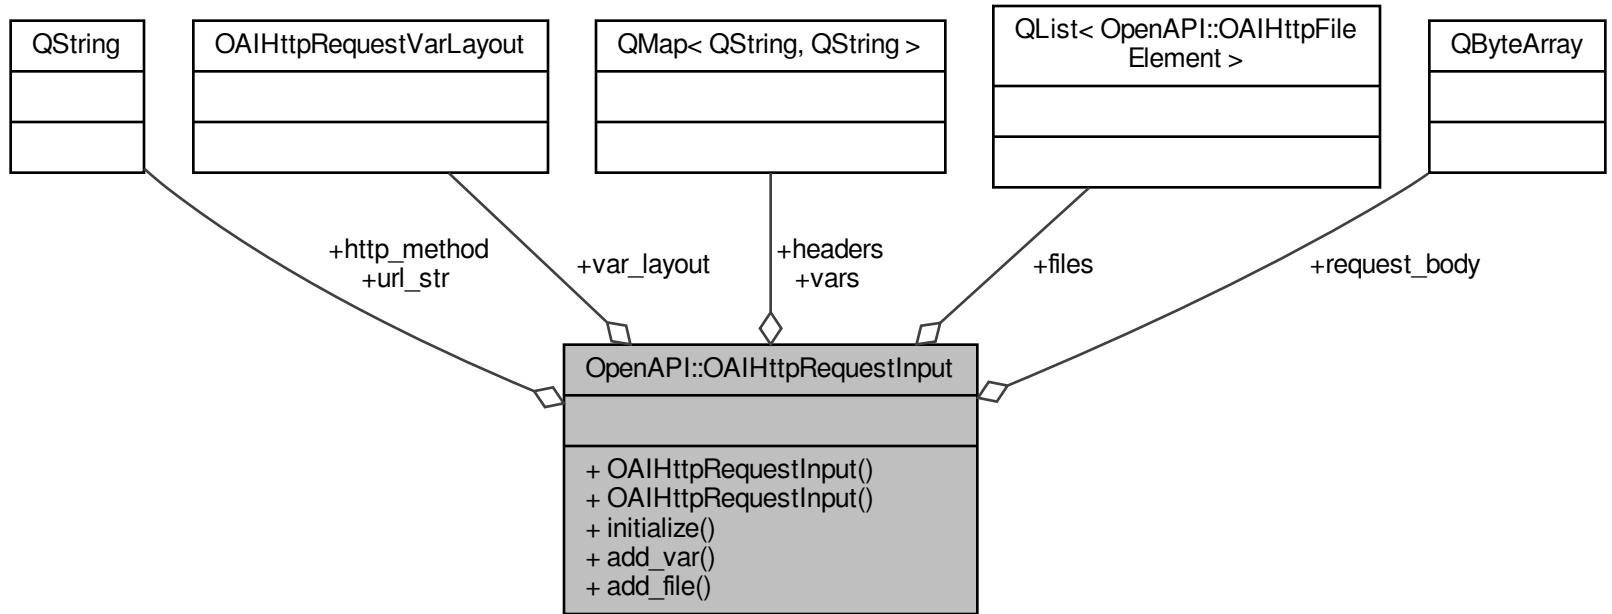 QString
OAIHttpRequestVarLayout
QMap< QString, QString >
QList< OpenAPI::OAIHttpFile
Element >
QByteArray
+http_method
+url_str
+var_layout
+headers
+vars
+files
+request_body
OpenAPI::OAIHttpRequestInput
+ OAIHttpRequestInput()
+ OAIHttpRequestInput()
+ initialize()
+ add_var()
+ add_file()